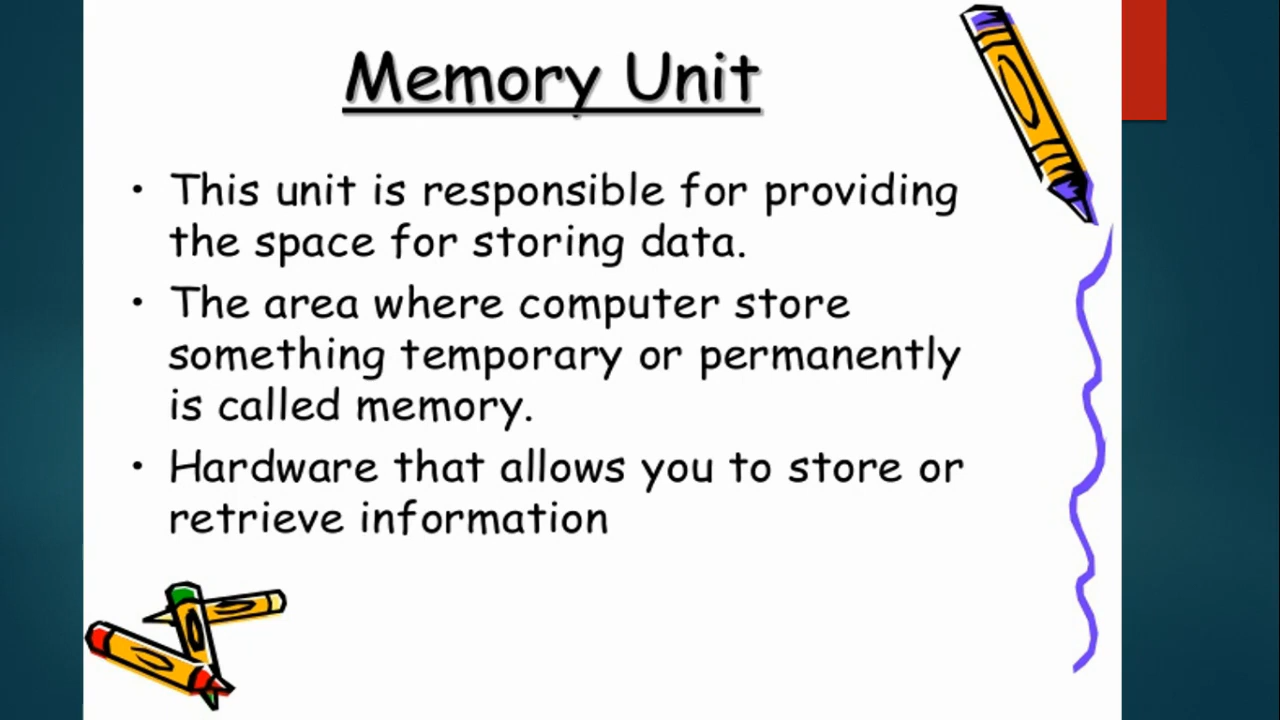 Memory Unit
• This unit is responsible for providing
the space for storing data.
• The area where computer store
something temporary or permanently
is called memory.
• Hardware that allows you to store or
retrieve information